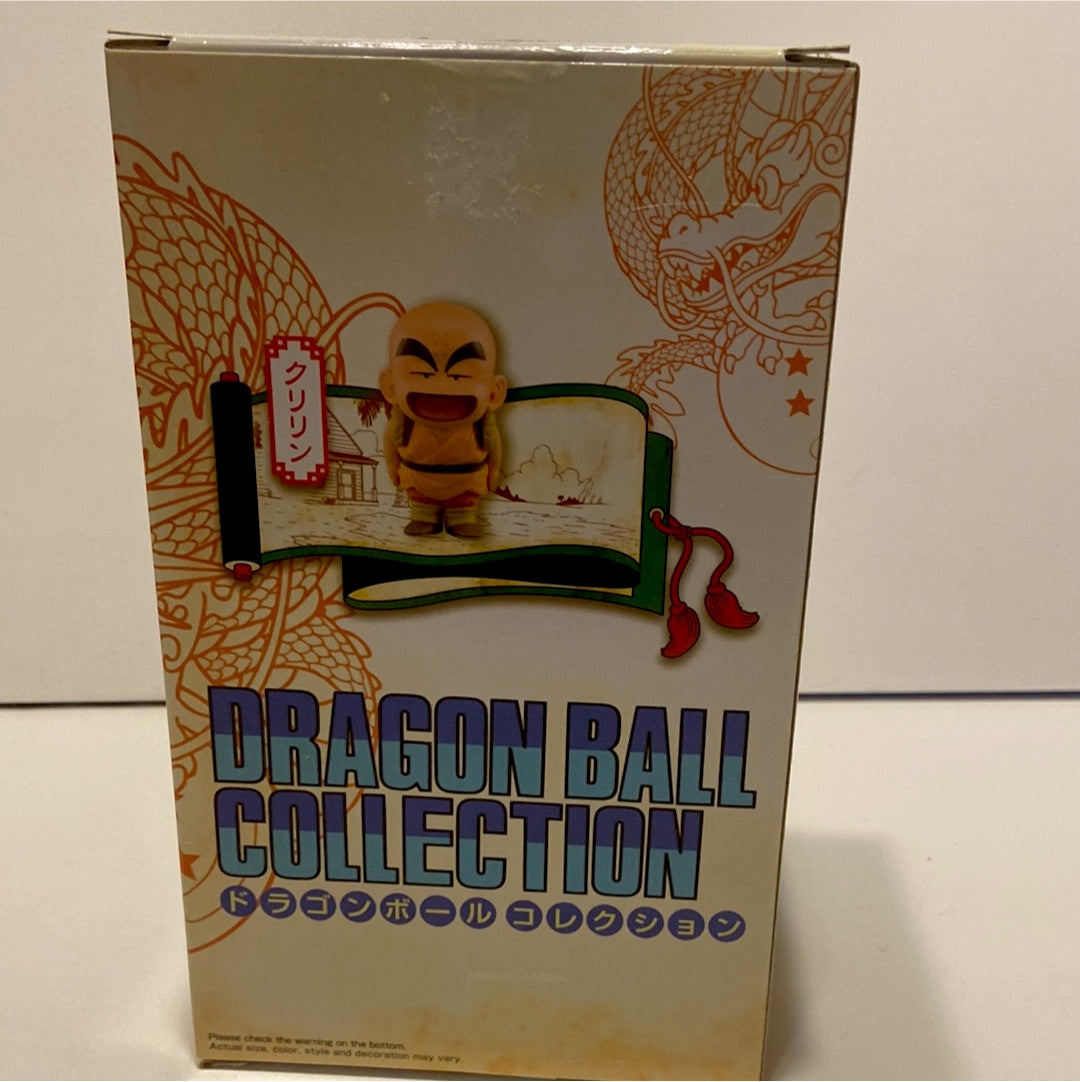 クリリン
DRAGON BALL
COLLECTION
ドラゴンボール コレクション
Please check the warning on the bottom.
Actual size, color, style and decoration may vary.